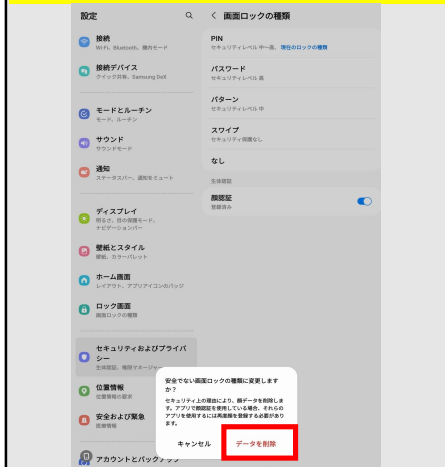 設定
接続
Wi-Fi、Bluetooth、機内モード
接続デバイス
クイック共有、Samsung DeX
モードとルーチン
モード、ルーチン
サウンド
サウンドモード
通知
ステータスバー、通知をミュート
ディスプレイ
明るさ、目の保護モード、
ナビゲーションバー
壁紙とスタイル
壁紙、カラーパレット
ホーム画面
レイアウト、アプリアイコンのバッジ
ロック画面
画面ロックの種類
セキュリティおよびプライバ
シー
生体認証、権限マネージャー
位置情報
位置情報の要求
安全および緊急
医療情報
アカウントとバックアップ
画面ロックの種類
PIN
セキュリティレベル 中～高、現在のロックの種類
パスワード
セキュリティレベル 高
パターン
セキュリティレベル 中
スワイプ
セキュリティ保護なし
なし
生体認証
顔認証
登録済み
安全でない画面ロックの種類に変更します
か？
セキュリティ上の理由により、顔データを削除しま
す。アプリで顔認証を使用している場合、それらの
アプリを使用するには再度顔を登録する必要があり
ます。
キャンセル
データを削除